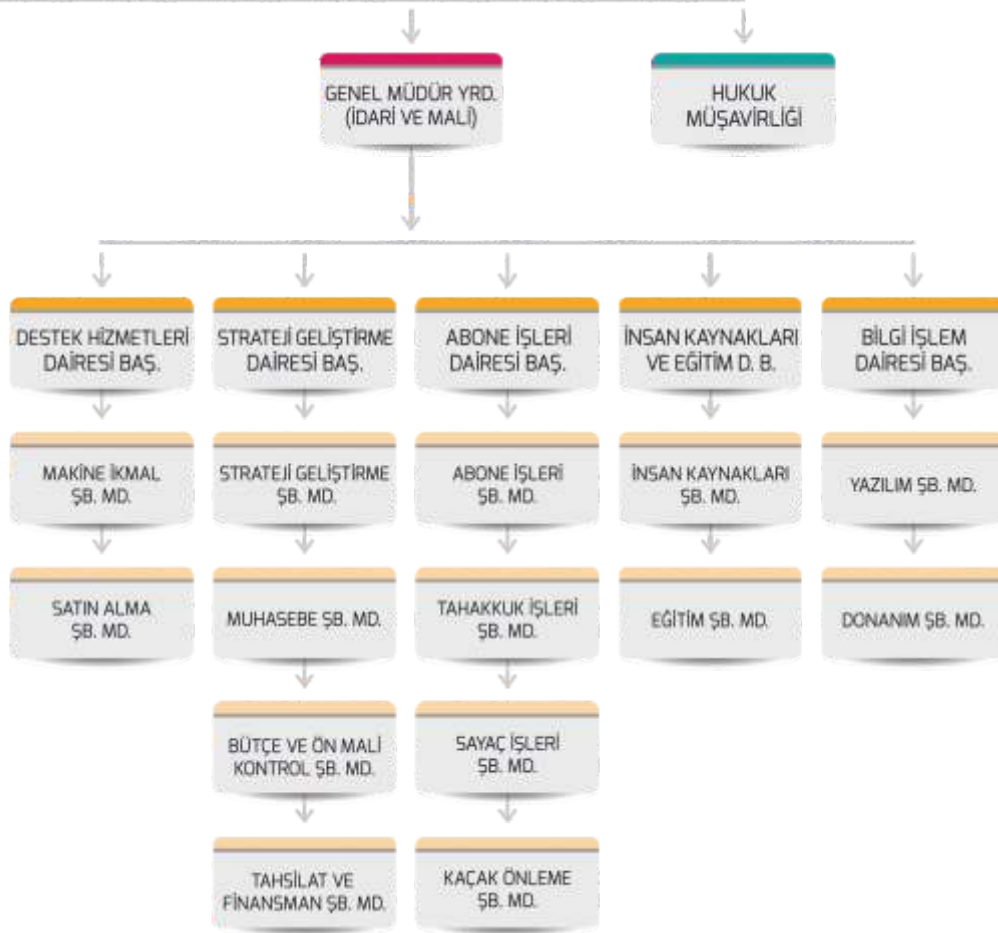 GENEL MÜDÜR YRD.
(İDARİ VE MALİ)
HUKUK
MÜŞAVİRLİĞİ
DESTEK HİZMETLERİ
DAİRESİ BAŞ.
STRATEJİ GELİŞTİRME
DAİRESİ BAŞ.
ABONE İŞLERİ
DAİRESİ BAŞ.
İNSAN KAYNAKLARI
VE EĞİTİM D. B.
BİLGİ İŞLEM
DAİRESİ BAŞ.
MAKİNE İKMAL
ŞB. MD.
STRATEJİ GELİŞTİRME
ŞB. MD.
ABONE İŞLERİ
ŞB. MD.
İNSAN KAYNAKLARI
ŞB. MD.
YAZILIM ŞB. MD.
SATIN ALMA
ŞB. MD.
MUHASEBE ŞB. MD.
TAHAKKUK İŞLERİ
ŞB. MD.
EĞİTİM ŞB. MD.
DONANIM ŞB. MD.
BÜTÇE VE ÖN MALİ
KONTROL ŞB. MD.
SAYAÇ İŞLERİ
ŞB. MD.
TAHSİLAT VE
FİNANSMAN ŞB. MD.
KAÇAK ÖNLEME
ŞB. MD.